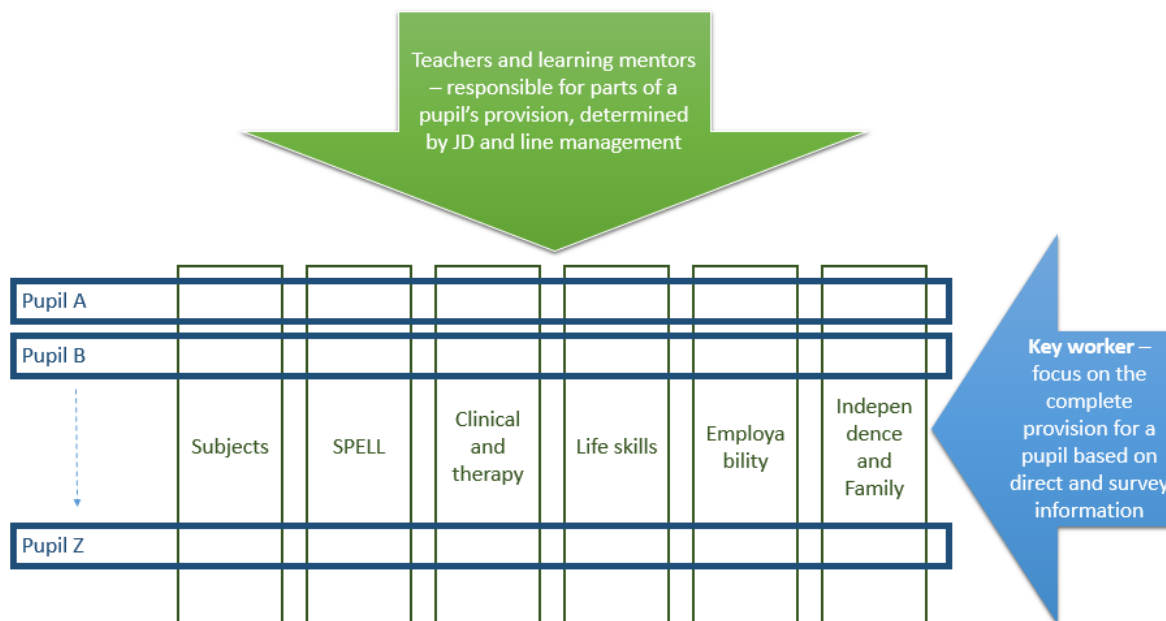 Teachers and learning mentors
– responsible for parts of a
pupil's provision, determined
by JD and line management
Pupil A
Pupil B
Subjects
SPELL
Clinical
and
therapy
Life skills
Employa
bility
Indepen
dence
and
Family
Pupil Z
Key worker –
focus on the
complete
provision for a
pupil based on
direct and survey
information